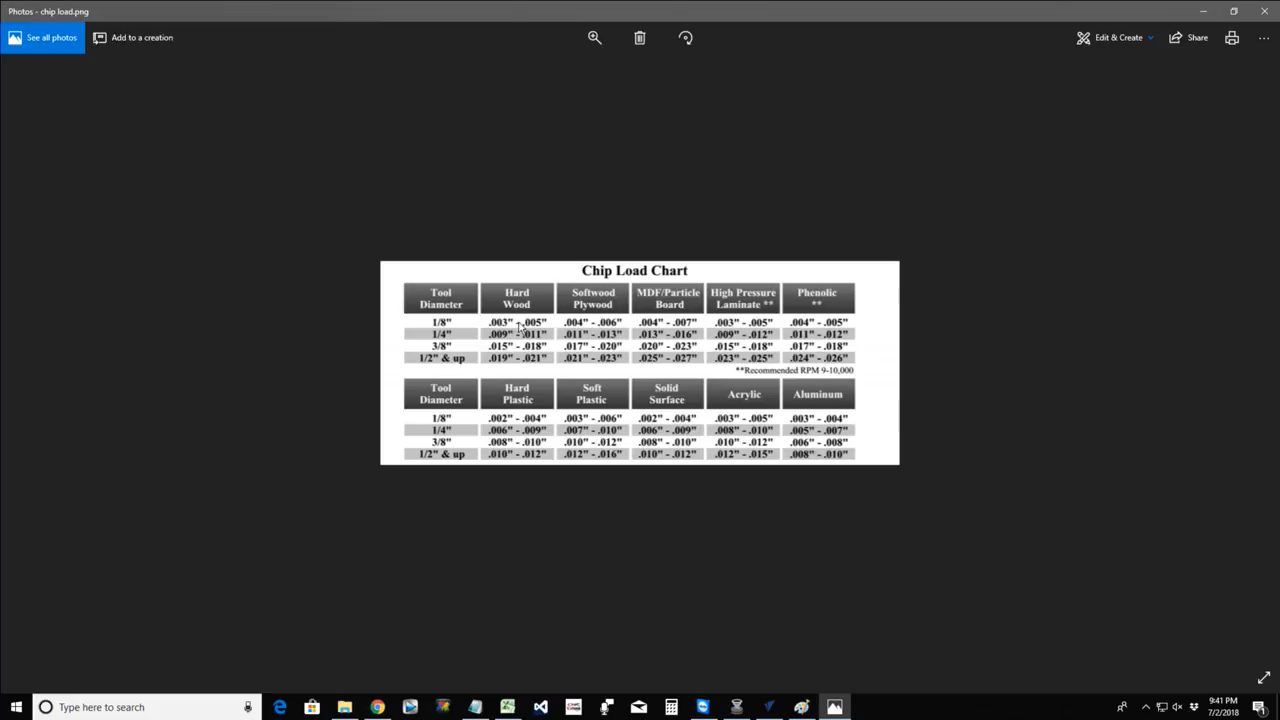 Photos - chip load.png
See all photos
Add to a creation
Edit & Create
Share
Chip Load Chart
Tool Diameter Hard Wood Softwood Plywood MDF/Particle Board High Pressure Laminate ** Phenolic **
1/8" .003" - .005" .004" - .006" .004" - .007" .003" - .005" .004" - .005"
1/4" .009" - .011" .011" - .013" .013" - .016" .009" - .012" .011" - .012"
3/8" .015" - .018" .017" - .020" .020" - .023" .015" - .018" .017" - .018"
1/2" & up .019" - .021" .021" - .023" .025" - .027" .023" - .025" .024" - .026"
**Recommended RPM 9-10,000
Tool Diameter Hard Plastic Soft Plastic Solid Surface Acrylic Aluminum
1/8" .002" - .004" .003" - .006" .002" - .004" .003" - .005" .003" - .004"
1/4" .006" - .009" .007" - .010" .006" - .009" .008" - .010" .005" - .007"
3/8" .008" - .010" .010" - .012" .008" - .010" .010" - .012" .006" - .008"
1/2" & up .010" - .012" .012" - .016" .010" - .012" .012" - .015" .008" - .010"
Type here to search
9:41 PM
7/2/2018